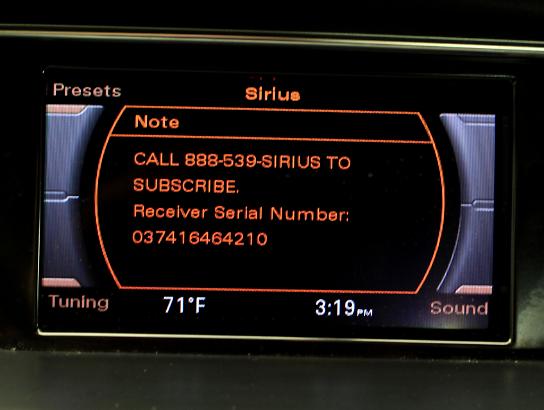 Presets
Sirius
Note
CALL 888-539-SIRIUS TO
SUBSCRIBE.
Receiver Serial Number:
037416464210
Tuning
71°F
3:19PM
Sound